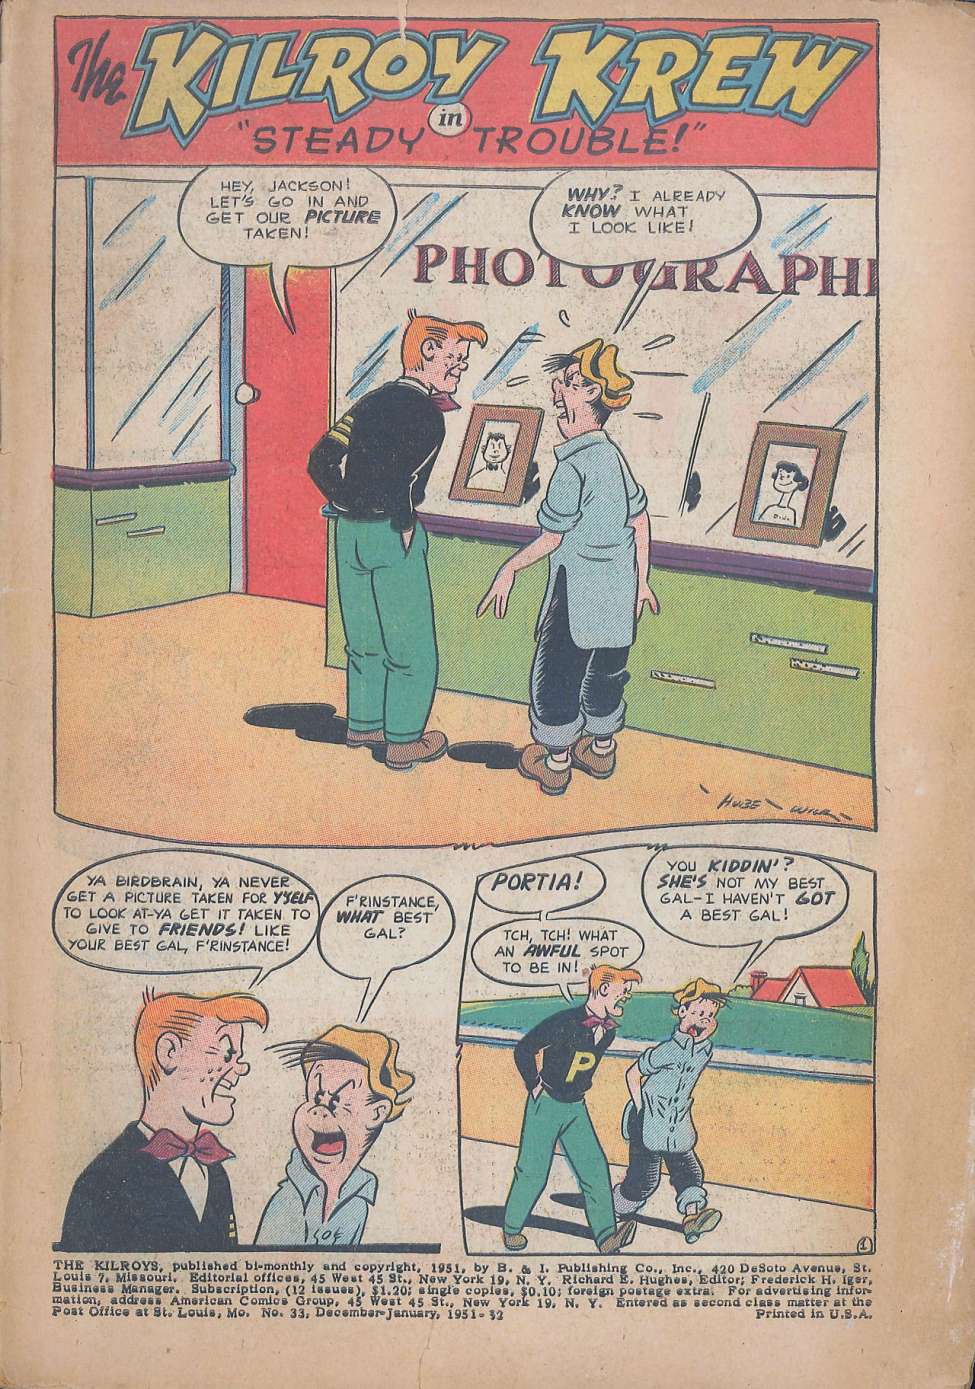 The KILROY KREW
in
"STEADY TROUBLE!"
HEY, JACKSON!
LET'S GO IN AND
GET OUR PICTURE
TAKEN!
WHY? I ALREADY
KNOW WHAT
I LOOK LIKE!
PHOTOGRAPHE
HUBE
YA BIRDBRAIN, YA NEVER
GET A PICTURE TAKEN FOR Y'SELF
TO LOOK AT-YA GET IT TAKEN TO
GIVE TO FRIENDS! LIKE
YOUR BEST GAL, F'RINSTANCE!
F'RINSTANCE,
WHAT BEST
GAL?
PORTIA!
TCH, TCH! WHAT
AN AWFUL SPOT
TO BE IN!
YOU KIDDIN'?
SHE'S NOT MY BEST
GAL-I HAVEN'T GOT
A BEST GAL!
P
1
THE KILROYS, published bi-monthly and copyright, 1951, by B. & I. Publishing Co., Inc., 420 DeSoto Avenue, St.
Louis 7, Missouri. Editorial offices, 45 West 45 St., New York 19, N. Y. Richard E. Hughes, Editor; Frederick H. Iger,
Business Manager. Subscription, (12 issues), $1.20; single copies, $0.10; foreign postage extra. For advertising infor-
mation, address American Comics Group, 45 West 45 St., New York 19, N. Y. Entered as second class matter at the
Post Office at St. Louis, Mo. No. 33, December-January, 1951-52
Printed in U.S.A.